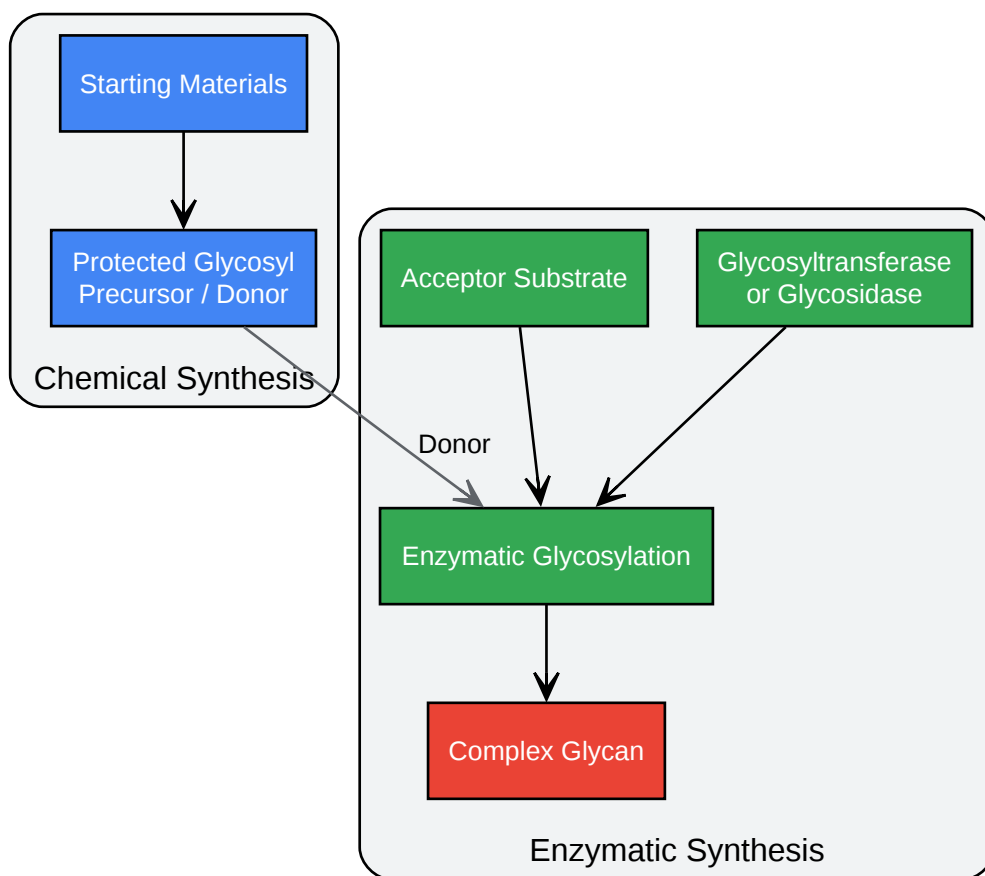 Starting Materials
Protected Glycosyl
Precursor / Donor
Chemical Synthesis
Acceptor Substrate
Glycosyltransferase
or Glycosidase
Donor
Enzymatic Glycosylation
Complex Glycan
Enzymatic Synthesis